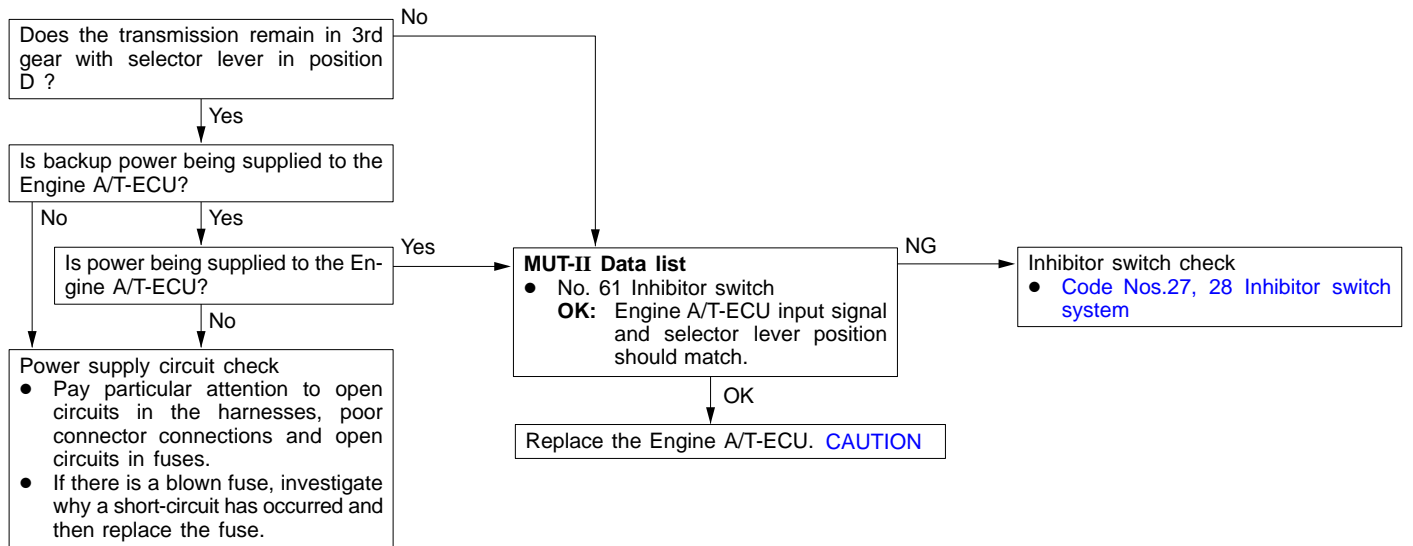 Does the transmission remain in 3rd
gear with selector lever in position
D ?
No
Yes
Is backup power being supplied to the
Engine A/T-ECU?
No
Yes
Is power being supplied to the En-
gine A/T-ECU?
Yes
No
Power supply circuit check
● Pay particular attention to open
circuits in the harnesses, poor
connector connections and open
circuits in fuses.
● If there is a blown fuse, investigate
why a short-circuit has occurred and
then replace the fuse.
MUT-II Data list
● No. 61 Inhibitor switch
OK: Engine A/T-ECU input signal
and selector lever position
should match.
NG
OK
Replace the Engine A/T-ECU. CAUTION
Inhibitor switch check
● Code Nos.27, 28 Inhibitor switch
system